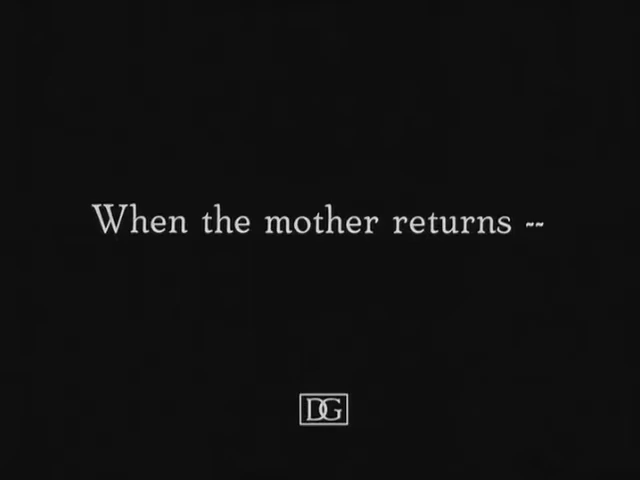 When the mother returns --
DG